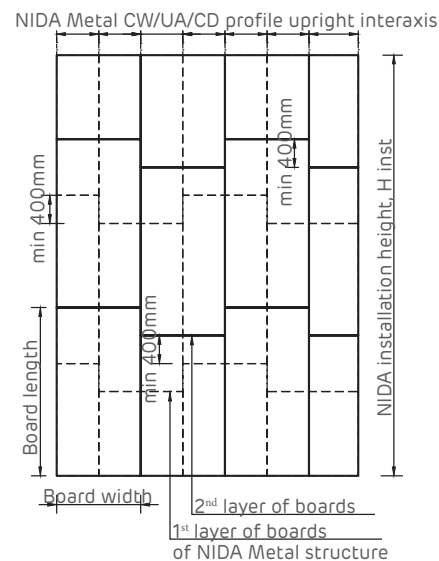 NIDA Metal CW/UA/CD profile upright interaxis
min 400mm
min 400mm
NIDA installation height, H inst
min 400mm
Board length
Board width
2nd layer of boards
1st layer of boards
of NIDA Metal structure